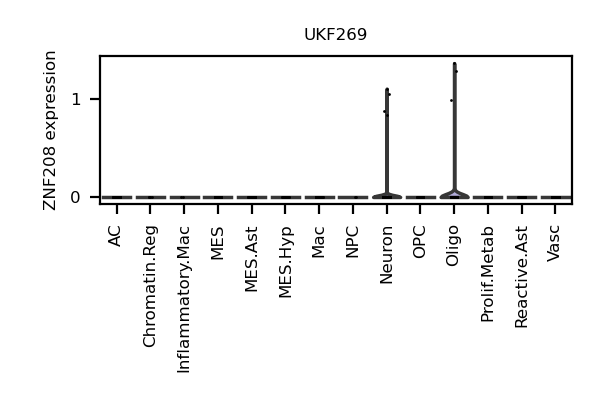 UKF269
ZNF208 expression
1
0
AC
Chromatin.Reg
Inflammatory.Mac
MES
MES.Ast
MES.Hyp
Mac
NPC
Neuron
OPC
Oligo
Prolif.Metab
Reactive.Ast
Vasc